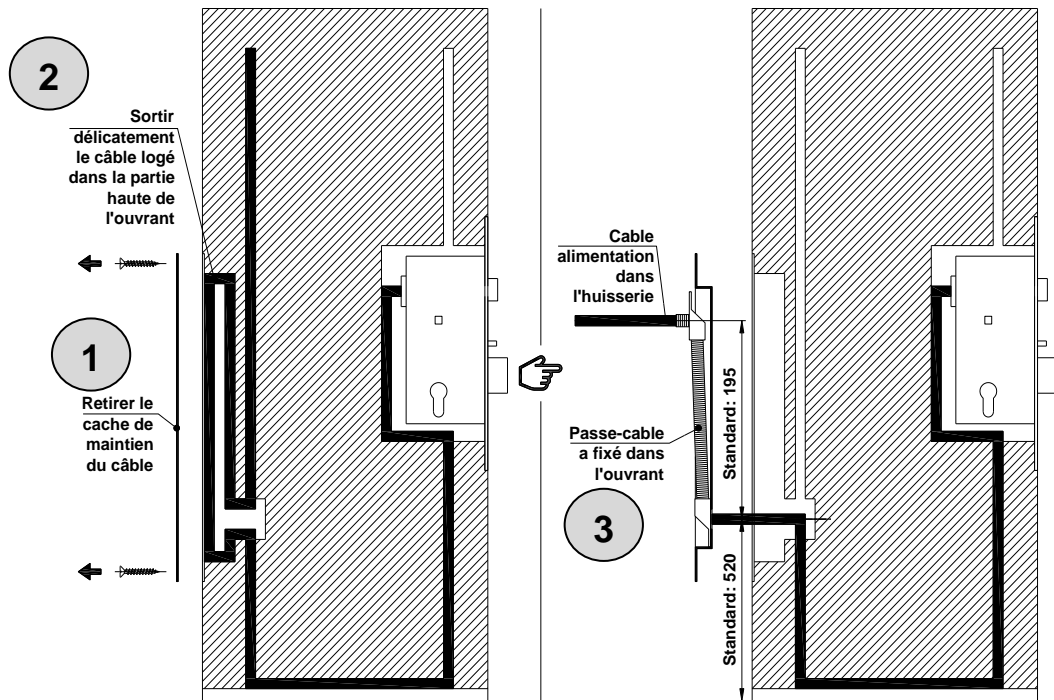 2
Sortir
délicatement
le câble logé
dans la partie
haute de
l'ouvrant
1
Retirer le
cache de
maintien
du câble
Cable
alimentation
dans
l'huisserie
Standard: 195
Passe-cable
a fixé dans
l'ouvrant
3
Standard: 520